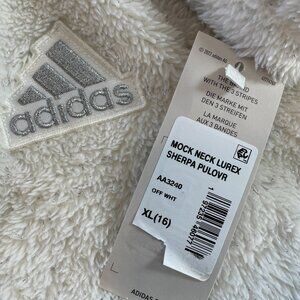 adidas
THE BRAND
WITH THE 3 STRIPES
DIE MARKE MIT
DEN 3 STREIFEN
LA MARQUE
AUX 3 BANDES
MOCK NECK LUREX
SHERPA PULOVR
AA3240
OFF WHT
XL(16)
ADIDAS